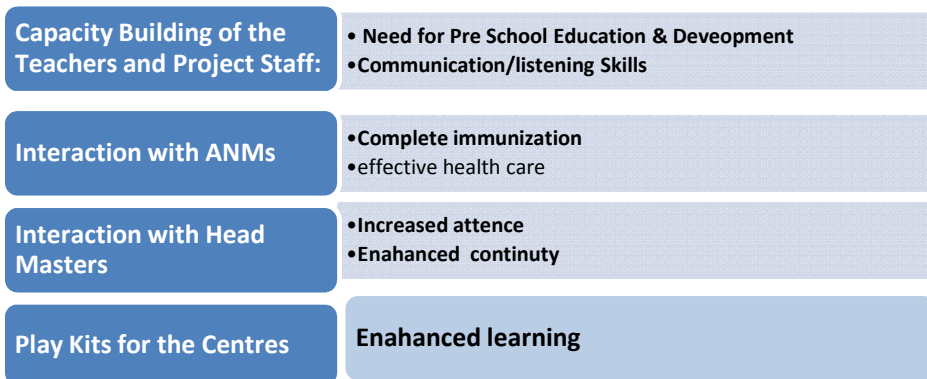 Capacity Building of the
Teachers and Project Staff:
• Need for Pre School Education & Deveopment
•Communication/listening Skills
Interaction with ANMs
•Complete immunization
•effective health care
Interaction with Head
Masters
•Increased attence
•Enahanced continuty
Play Kits for the Centres
Enahanced learning